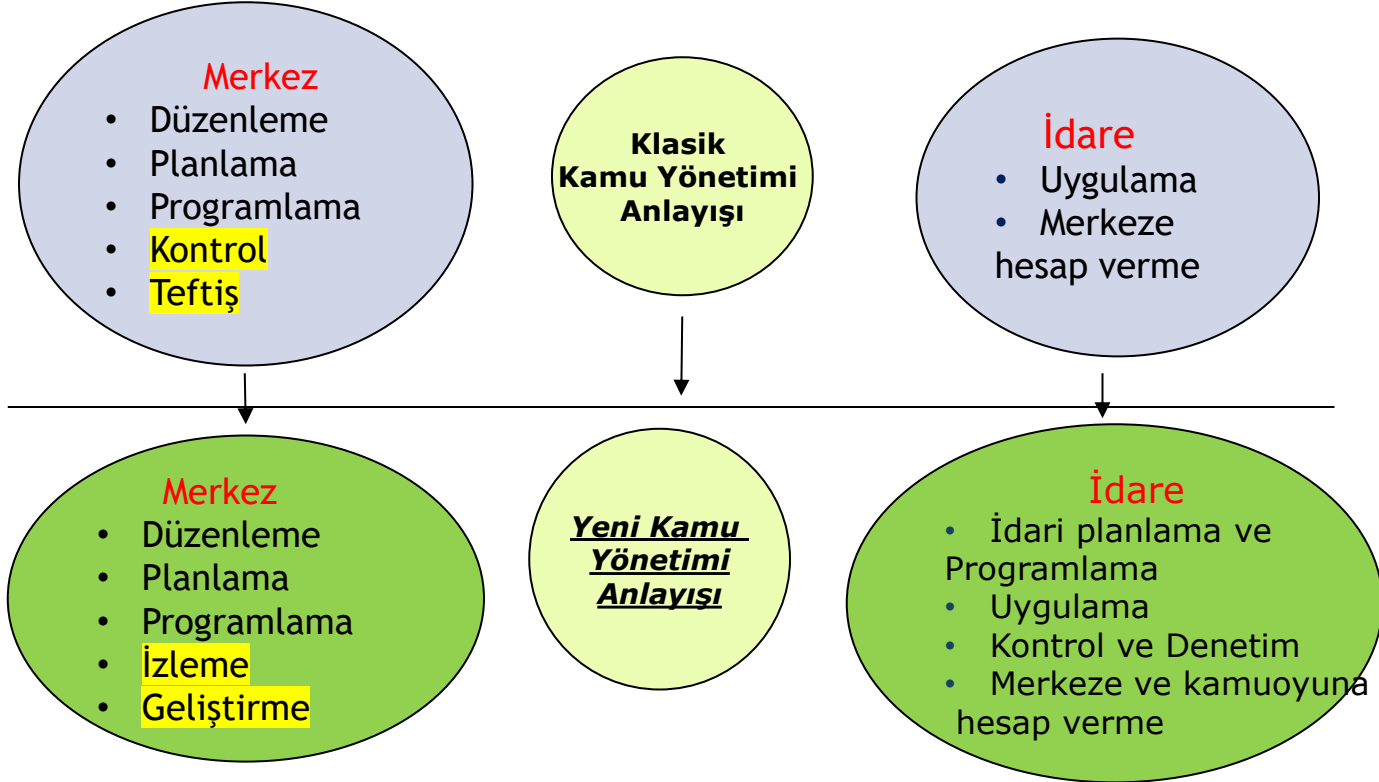 Merkez
• Düzenleme
• Planlama
• Programlama
• Kontrol
• Teftiş
Klasik
Kamu Yönetimi
Anlayışı
İdare
• Uygulama
• Merkeze
hesap verme
Merkez
• Düzenleme
• Planlama
• Programlama
• İzleme
• Geliştirme
Yeni Kamu
Yönetimi
Anlayışı
İdare
• İdari planlama ve
Programlama
• Uygulama
• Kontrol ve Denetim
• Merkeze ve kamuoyuna
hesap verme